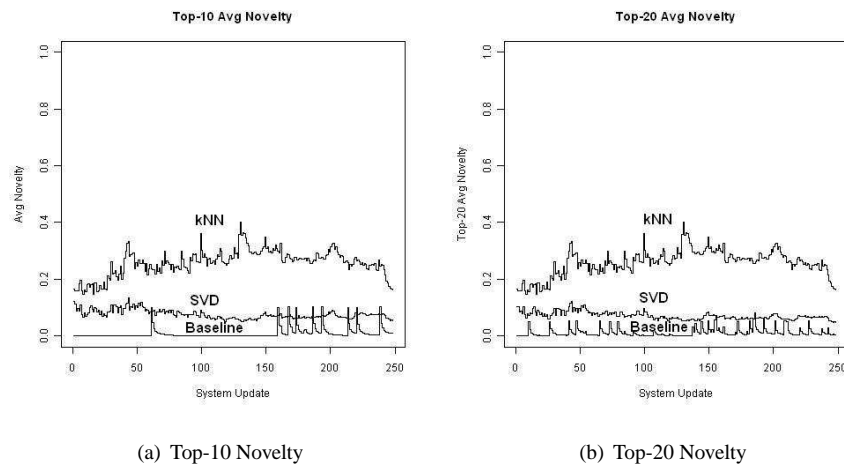 Top-10 Avg Novelty
Avg Novelty
1.0
0.8
0.6
0.4
0.2
0.0
kNN
SVD
Baseline
0 50 100 150 200 250
System Update
(a) Top-10 Novelty
Top-20 Avg Novelty
Top-20 Avg Novelty
1.0
0.8
0.6
0.4
0.2
0.0
kNN
SVD
Baseline
0 50 100 150 200 250
System Update
(b) Top-20 Novelty